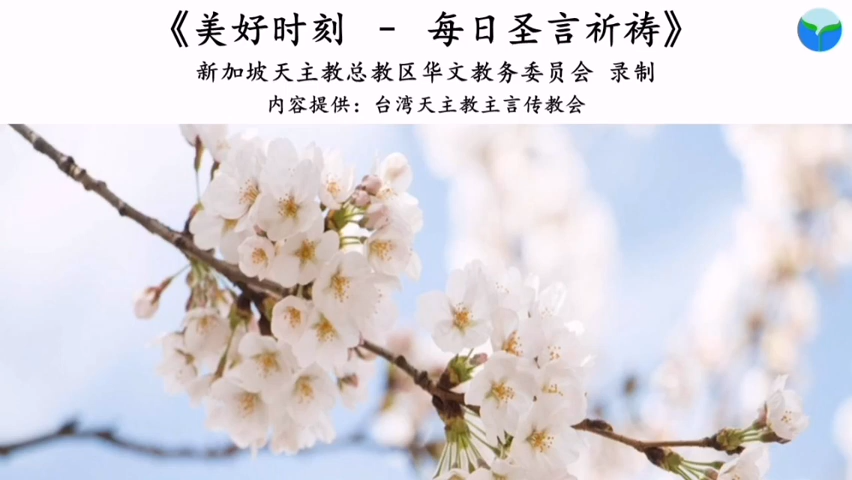 《美好时刻 - 每日圣言祈祷》
新加坡天主教总教区华文教务委员会 录制
内容提供：台湾天主教主言传教会